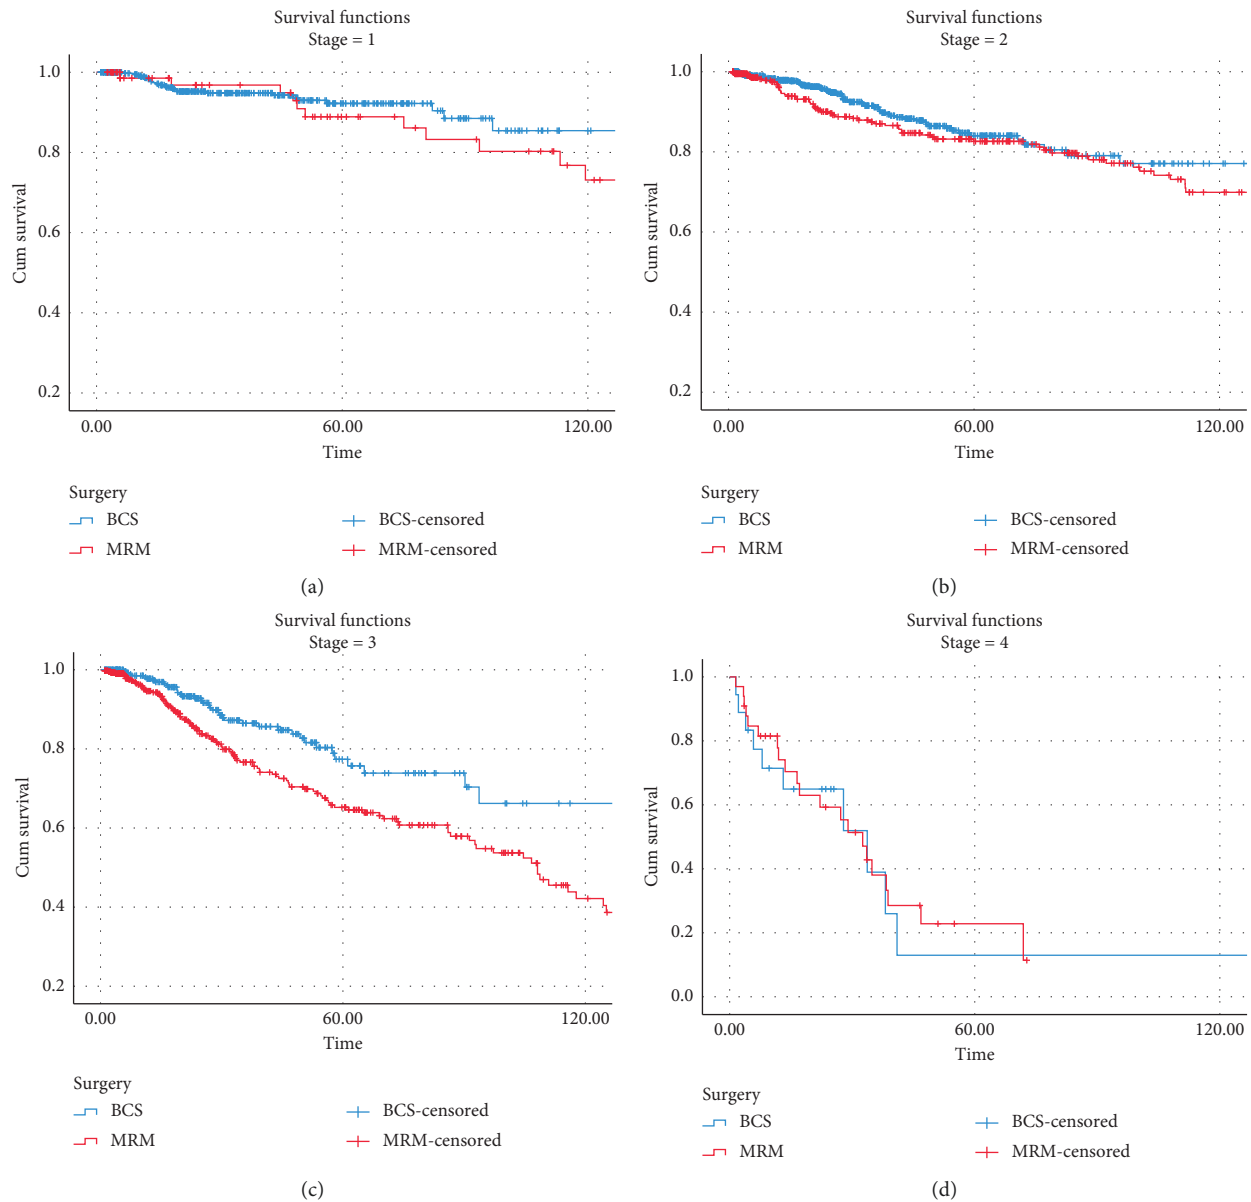 Survival functions
Stage = 1
1.0
0.8
0.6
0.4
0.2
Cum survival
0.00 60.00 120.00
Time
Surgery
BCS BCS-censored
MRM MRM-censored
(a)
Survival functions
Stage = 2
1.0
0.8
0.6
0.4
0.2
Cum survival
0.00 60.00 120.00
Time
Surgery
BCS BCS-censored
MRM MRM-censored
(b)
Survival functions
Stage = 3
1.0
0.8
0.6
0.4
0.2
Cum survival
0.00 60.00 120.00
Time
Surgery
BCS BCS-censored
MRM MRM-censored
(c)
Survival functions
Stage = 4
1.0
0.8
0.6
0.4
0.2
0.0
Cum survival
0.00 60.00 120.00
Time
Surgery
BCS BCS-censored
MRM MRM-censored
(d)